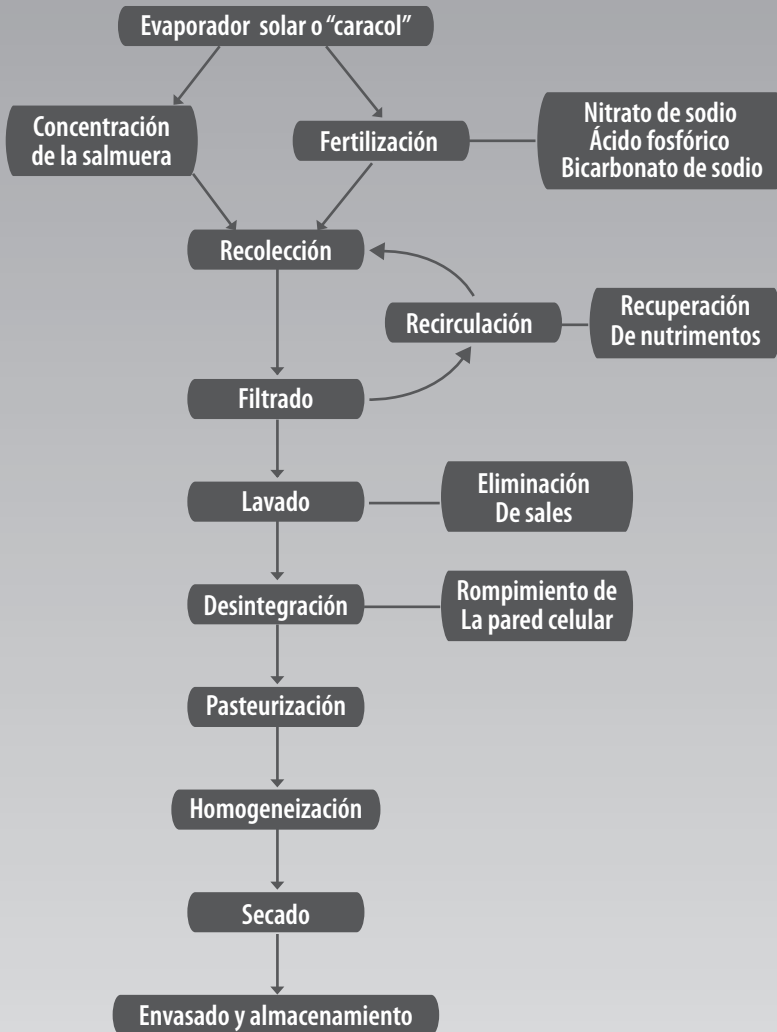 Evaporador solar o “caracol”
Concentración
de la salmuera
Fertilización
Nitrato de sodio
Ácido fosfórico
Bicarbonato de sodio
Recolección
Recirculación
Recuperación
De nutrimentos
Filtrado
Lavado
Eliminación
De sales
Desintegración
Rompimiento de
La pared celular
Pasteurización
Homogeneización
Secado
Envasado y almacenamiento